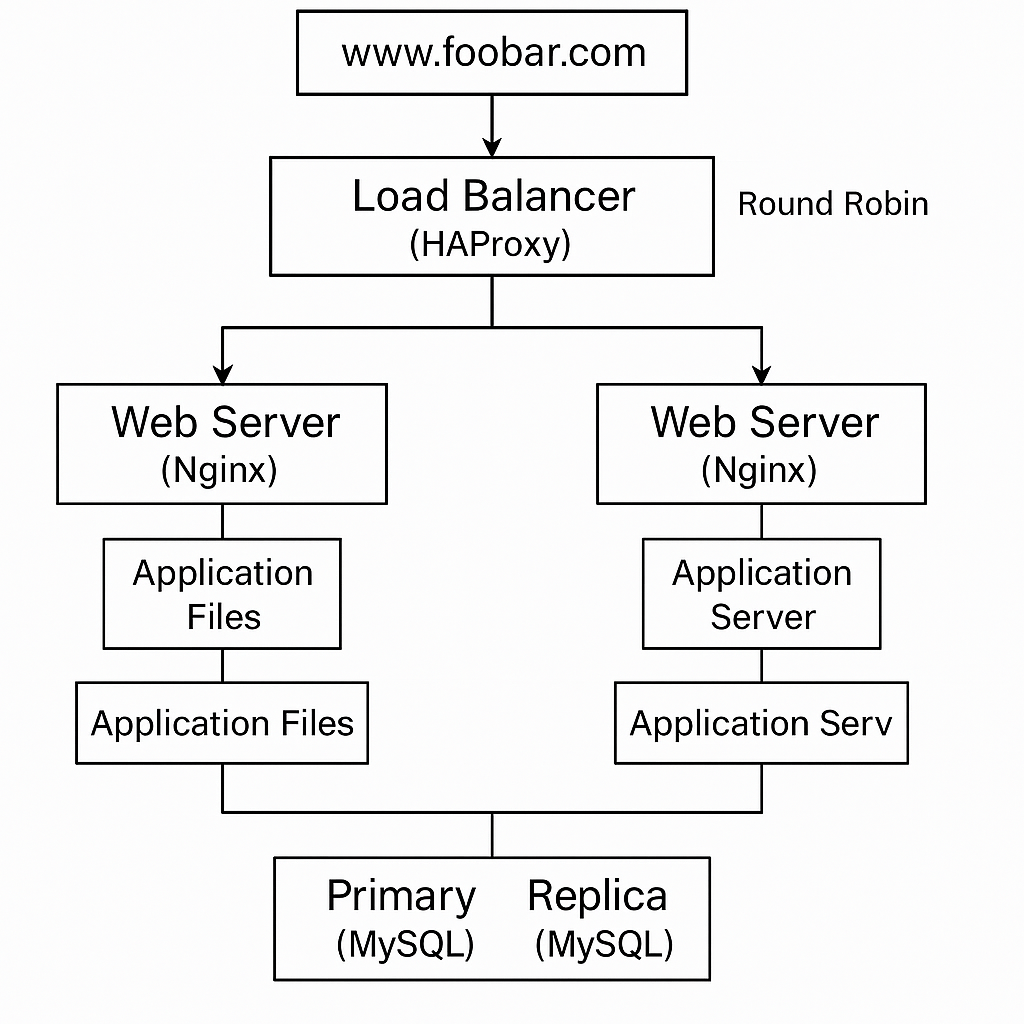 www.foobar.com
Load Balancer
(HAProxy)
Round Robin
Web Server
(Nginx)
Web Server
(Nginx)
Application
Files
Application
Server
Application Files
Application Serv
Primary
(MySQL)
Replica
(MySQL)